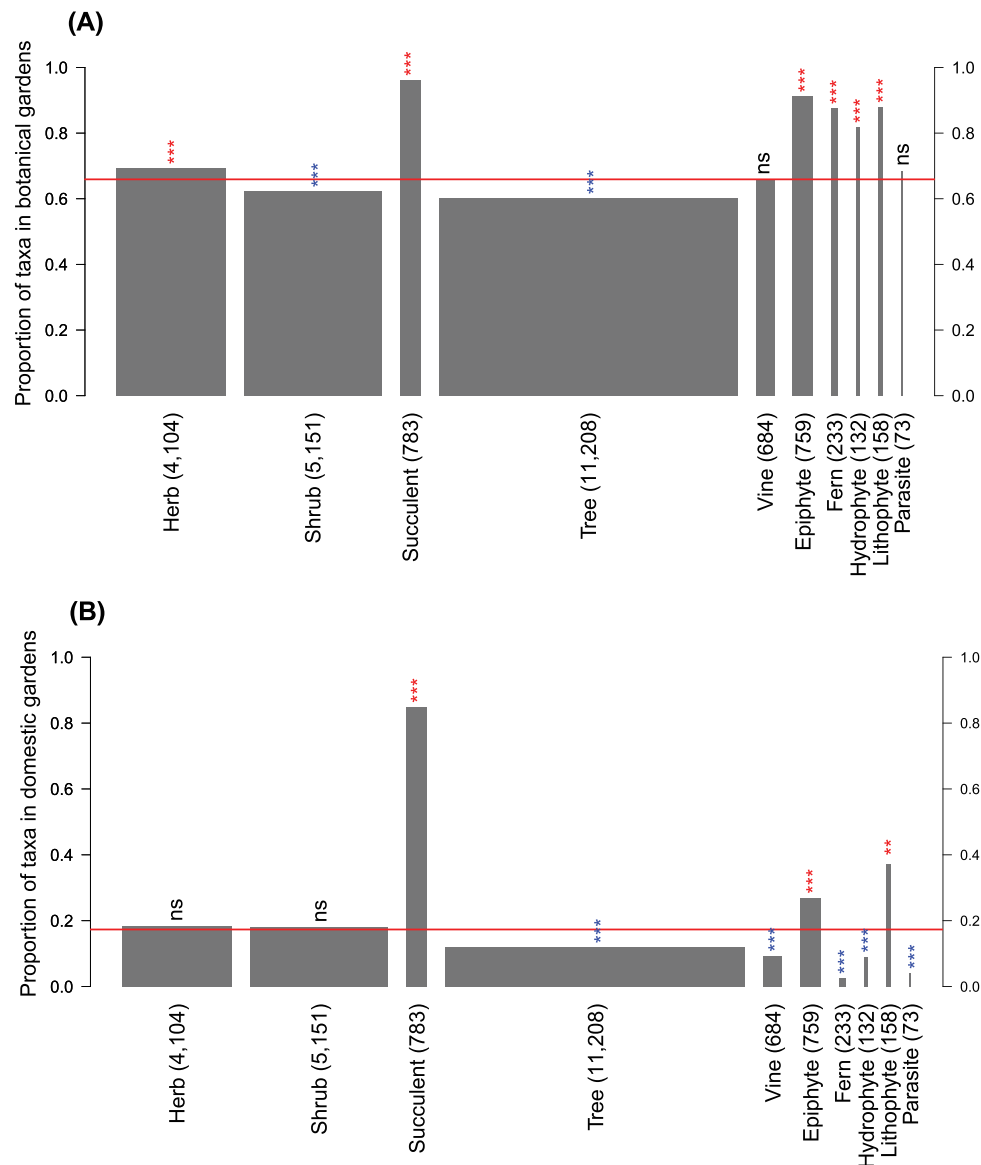 (A)
Proportion of taxa in botanical gardens
1.0
0.8
0.6
0.4
0.2
0.0
***
***
***
***
ns
***
***
***
***
ns
1.0
0.8
0.6
0.4
0.2
0.0
Herb (4,104)
Shrub (5,151)
Succulent (783)
Tree (11,208)
Vine (684)
Epiphyte (759)
Fern (233)
Hydrophyte (132)
Lithophyte (158)
Parasite (73)
(B)
Proportion of taxa in domestic gardens
1.0
0.8
0.6
0.4
0.2
0.0
ns
ns
***
***
***
***
***
***
**
***
1.0
0.8
0.6
0.4
0.2
0.0
Herb (4,104)
Shrub (5,151)
Succulent (783)
Tree (11,208)
Vine (684)
Epiphyte (759)
Fern (233)
Hydrophyte (132)
Lithophyte (158)
Parasite (73)